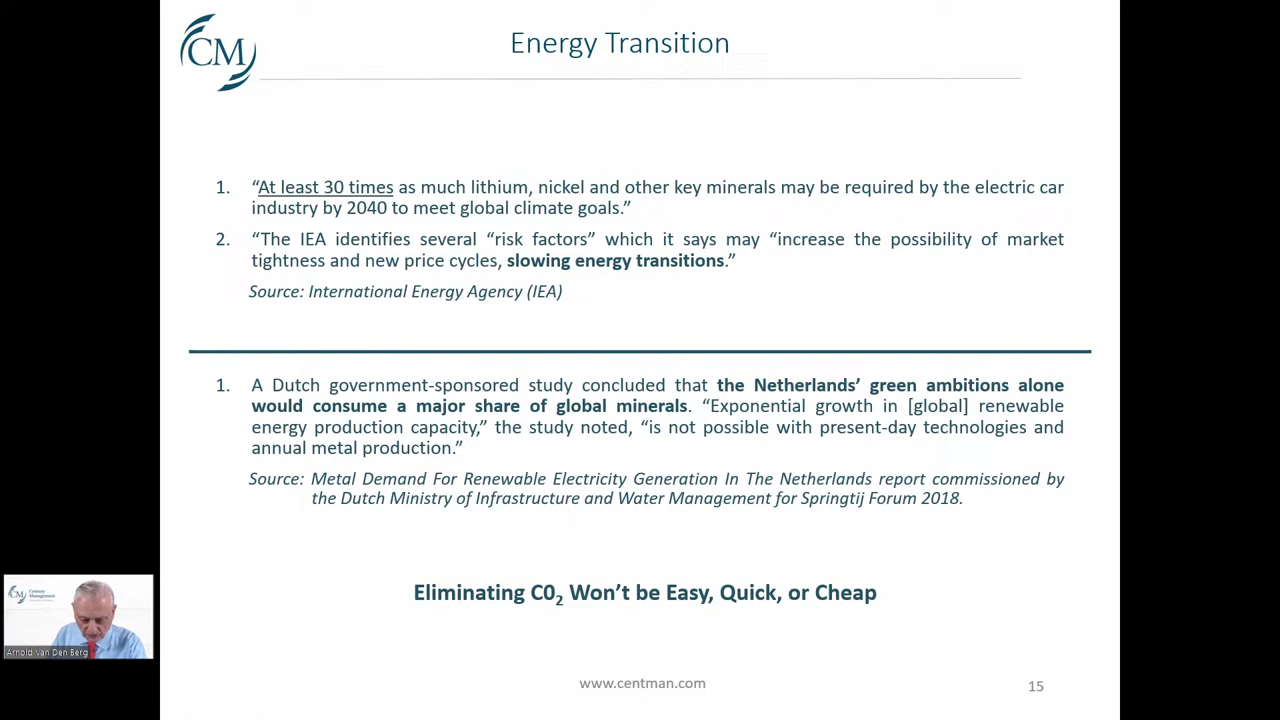 CM
Energy Transition
1. “At least 30 times as much lithium, nickel and other key minerals may be required by the electric car
industry by 2040 to meet global climate goals.”
2. “The IEA identifies several “risk factors” which it says may “increase the possibility of market
tightness and new price cycles, slowing energy transitions.”
Source: International Energy Agency (IEA)
1. A Dutch government-sponsored study concluded that the Netherlands’ green ambitions alone
would consume a major share of global minerals. “Exponential growth in [global] renewable
energy production capacity,” the study noted, “is not possible with present-day technologies and
annual metal production.”
Source: Metal Demand For Renewable Electricity Generation In The Netherlands report commissioned by
the Dutch Ministry of Infrastructure and Water Management for Springtij Forum 2018.
Eliminating C0₂ Won’t be Easy, Quick, or Cheap
CM Century
Management
Arnold Van Den Berg
www.centman.com
15